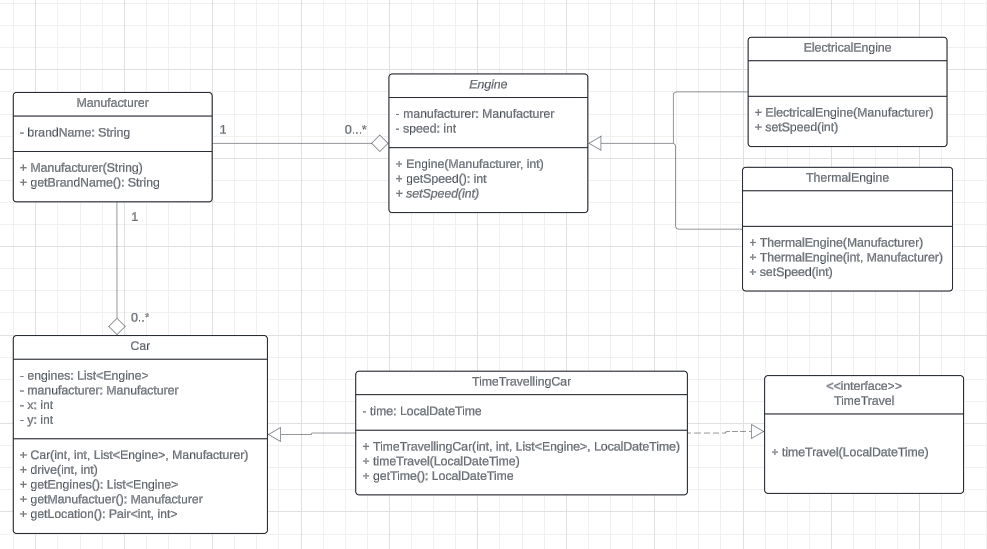 Manufacturer
- brandName: String
+ Manufacturer(String)
+ getBrandName(): String
1
0...*
Engine
- manufacturer: Manufacturer
- speed: int
+ Engine(Manufacturer, int)
+ getSpeed(): int
+ setSpeed(int)
ElectricalEngine
+ ElectricalEngine(Manufacturer)
+ setSpeed(int)
ThermalEngine
+ ThermalEngine(Manufacturer)
+ ThermalEngine(int, Manufacturer)
+ setSpeed(int)
1
0..*
Car
- engines: List<Engine>
- manufacturer: Manufacturer
- x: int
- y: int
+ Car(int, int, List<Engine>, Manufacturer)
+ drive(int, int)
+ getEngines(): List<Engine>
+ getManufactuer(): Manufacturer
+ getLocation(): Pair<int, int>
TimeTravellingCar
- time: LocalDateTime
+ TimeTravellingCar(int, int, List<Engine>, LocalDateTime)
+ timeTravel(LocalDateTime)
+ getTime(): LocalDateTime
<<interface>>
TimeTravel
+ timeTravel(LocalDateTime)